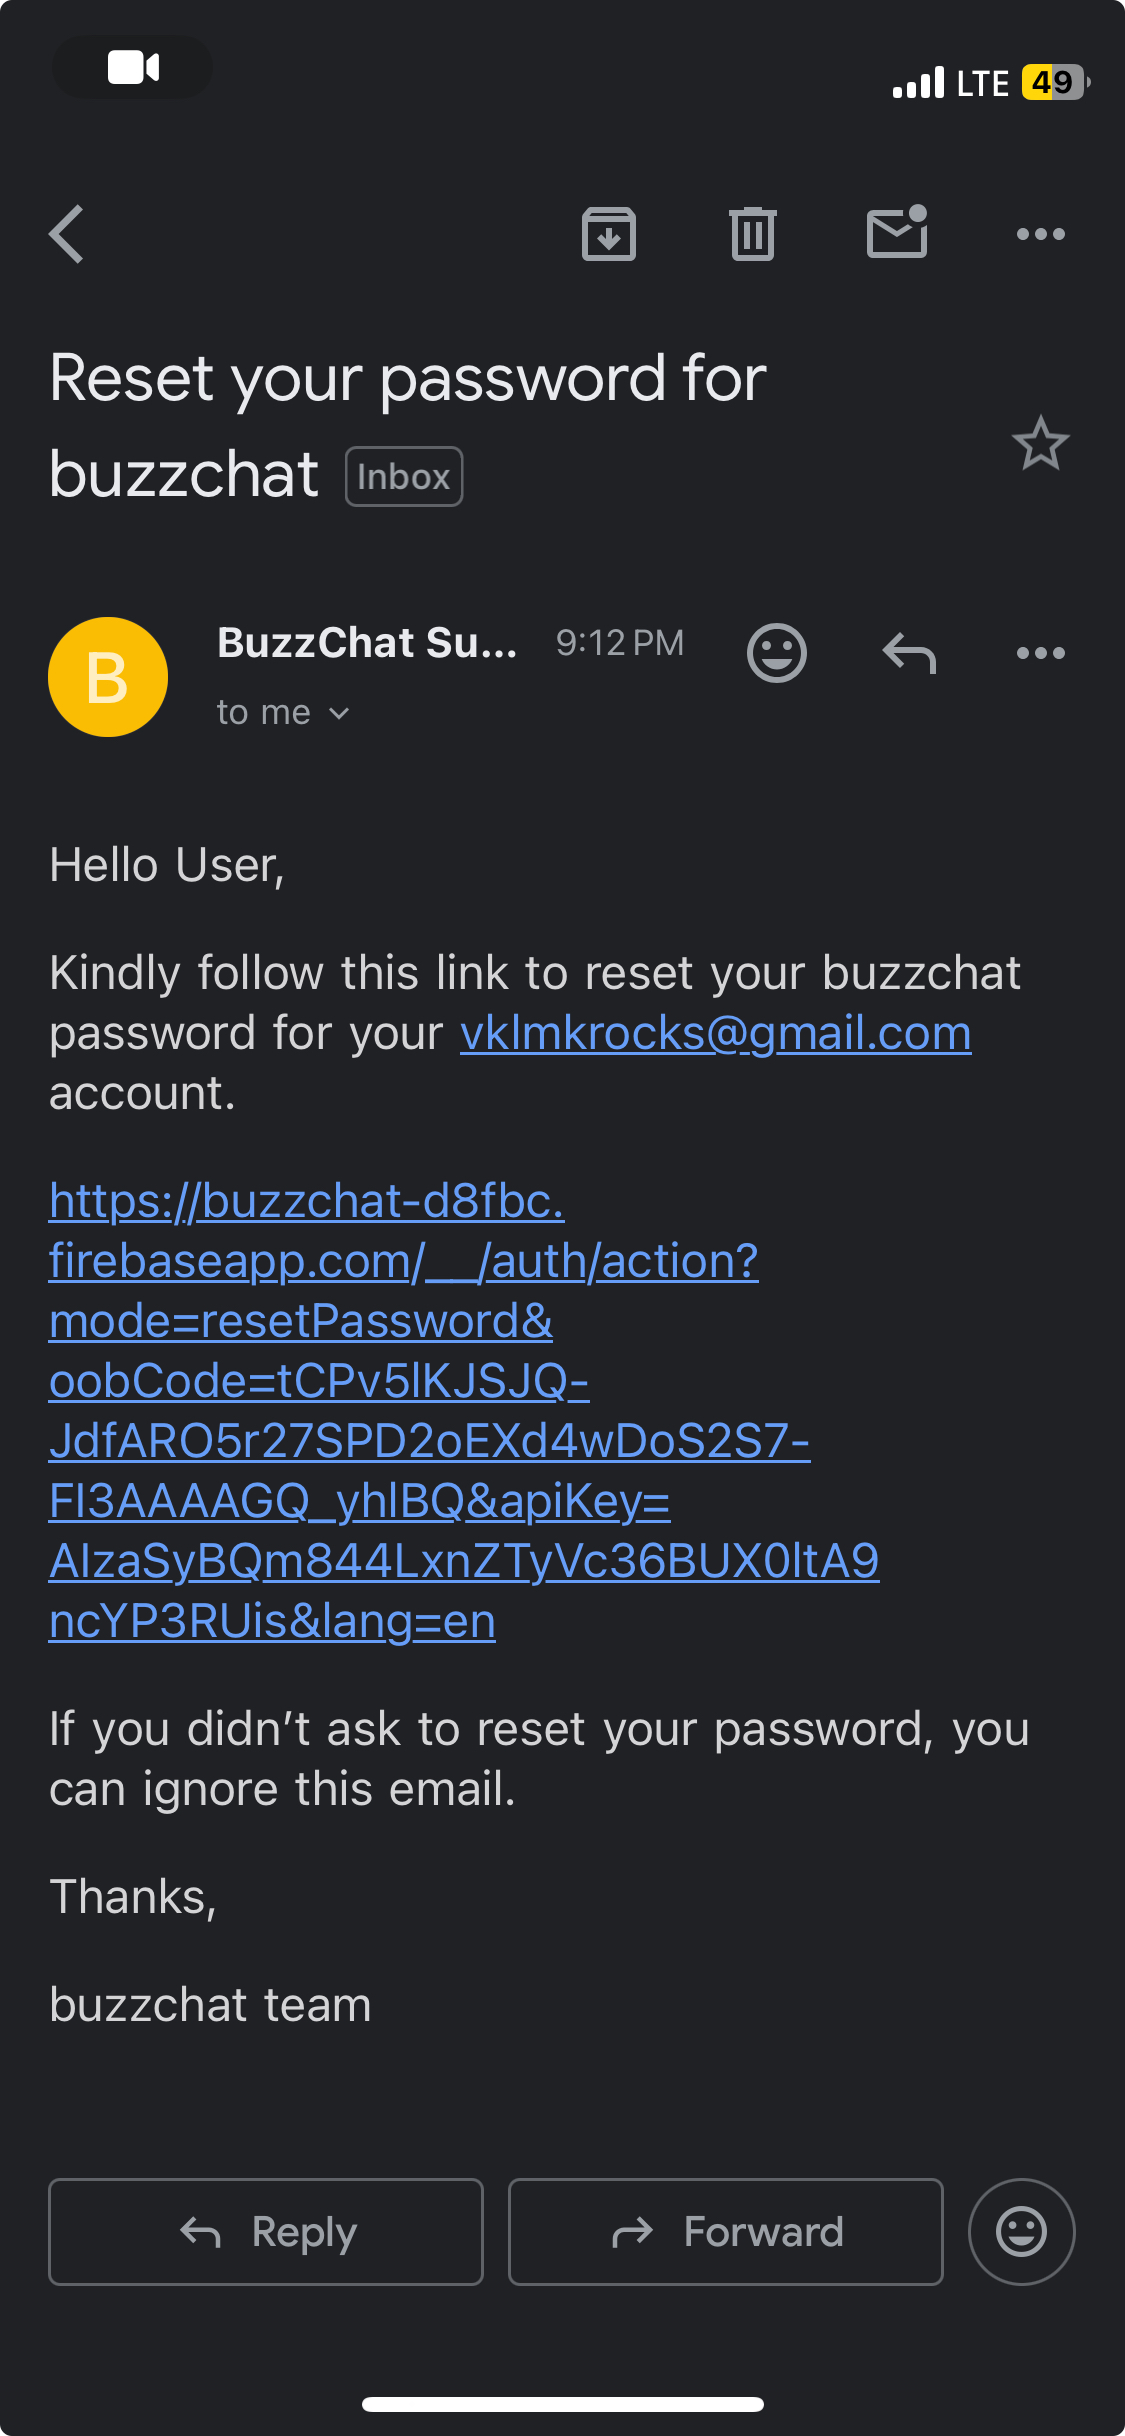 LTE 49
Reset your password for
buzzchat Inbox
B
BuzzChat Su... 9:12 PM
to me
Hello User,
Kindly follow this link to reset your buzzchat
password for your vklmkrocks@gmail.com
account.
https://buzzchat-d8fbc.
firebaseapp.com/__/auth/action?
mode=resetPassword&
oobCode=tCPv5lKJSJQ-
JdfARO5r27SPD2oEXd4wDoS2S7-
FI3AAAAGQ_yhlBQ&apiKey=
AIzaSyBQm844LxnZTyVc36BUX0ltA9
ncYP3RUis&lang=en
If you didn’t ask to reset your password, you
can ignore this email.
Thanks,
buzzchat team
Reply Forward